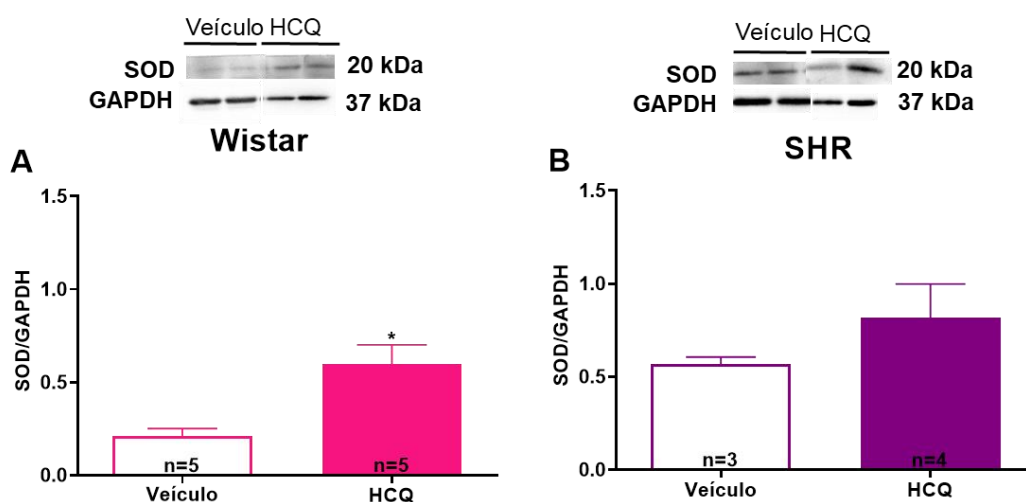 Veículo HCQ
SOD 20 kDa
GAPDH 37 kDa
Wistar
A
SOD/GAPDH
1.5
1.0
0.5
0.0
*
n=5 n=5
Veículo HCQ
Veículo HCQ
SOD 20 kDa
GAPDH 37 kDa
SHR
B
SOD/GAPDH
1.5
1.0
0.5
0.0
n=3 n=4
Veículo HCQ